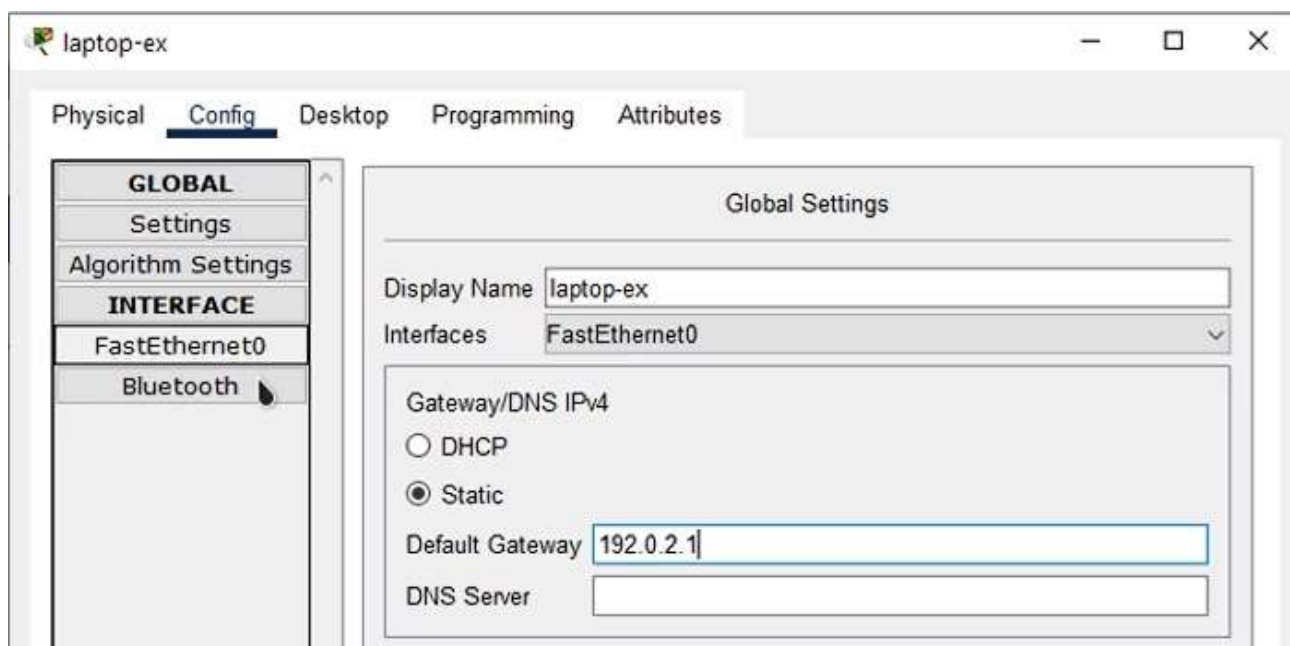 laptop-ex
Physical Config Desktop Programming Attributes
GLOBAL
Settings
Algorithm Settings
INTERFACE
FastEthernet0
Bluetooth
Global Settings
Display Name laptop-ex
Interfaces FastEthernet0
Gateway/DNS IPv4
DHCP
Static
Default Gateway 192.0.2.1
DNS Server